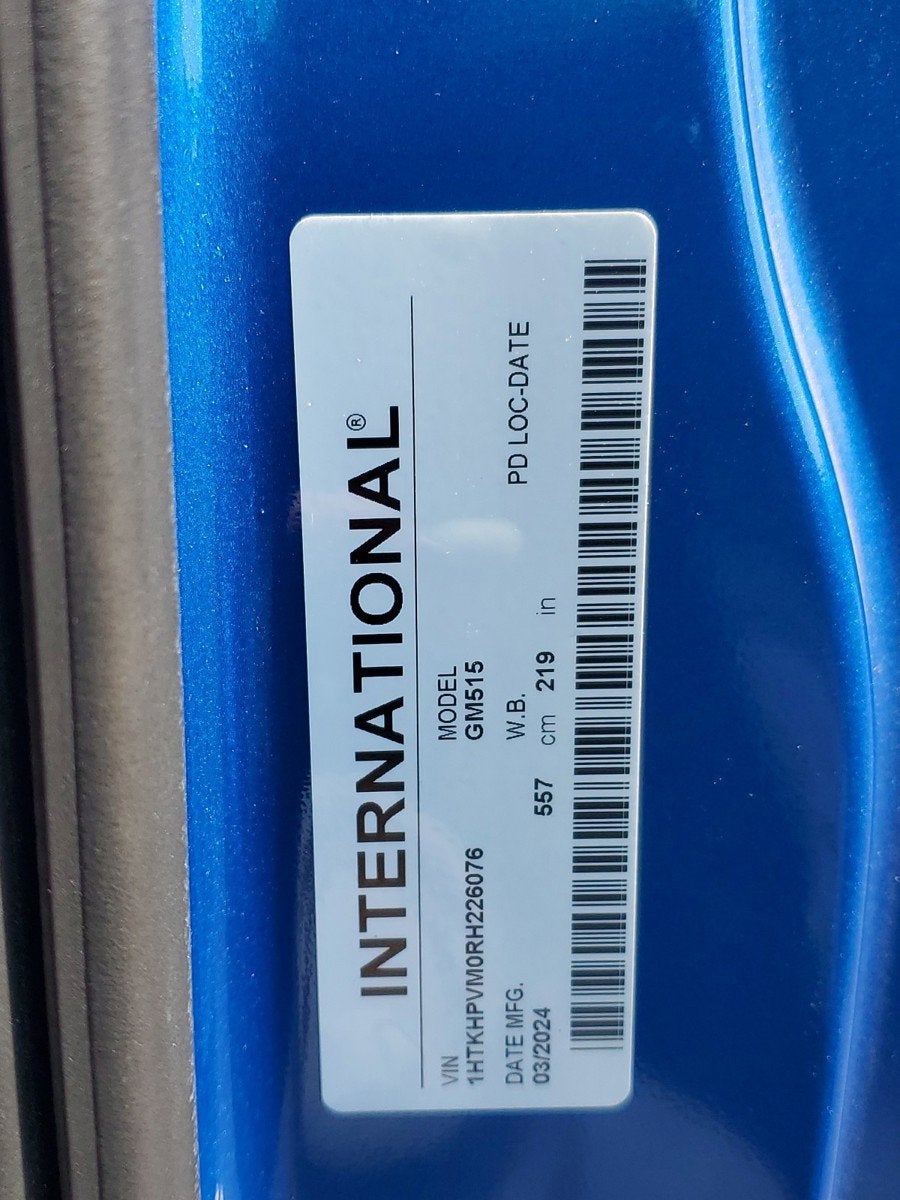 INTERNATIONAL®
VIN MODEL
1HTKHPVM0RH226076 GM515
DATE MFG. W.B. PD LOC-DATE
03/2024 557 cm 219 in